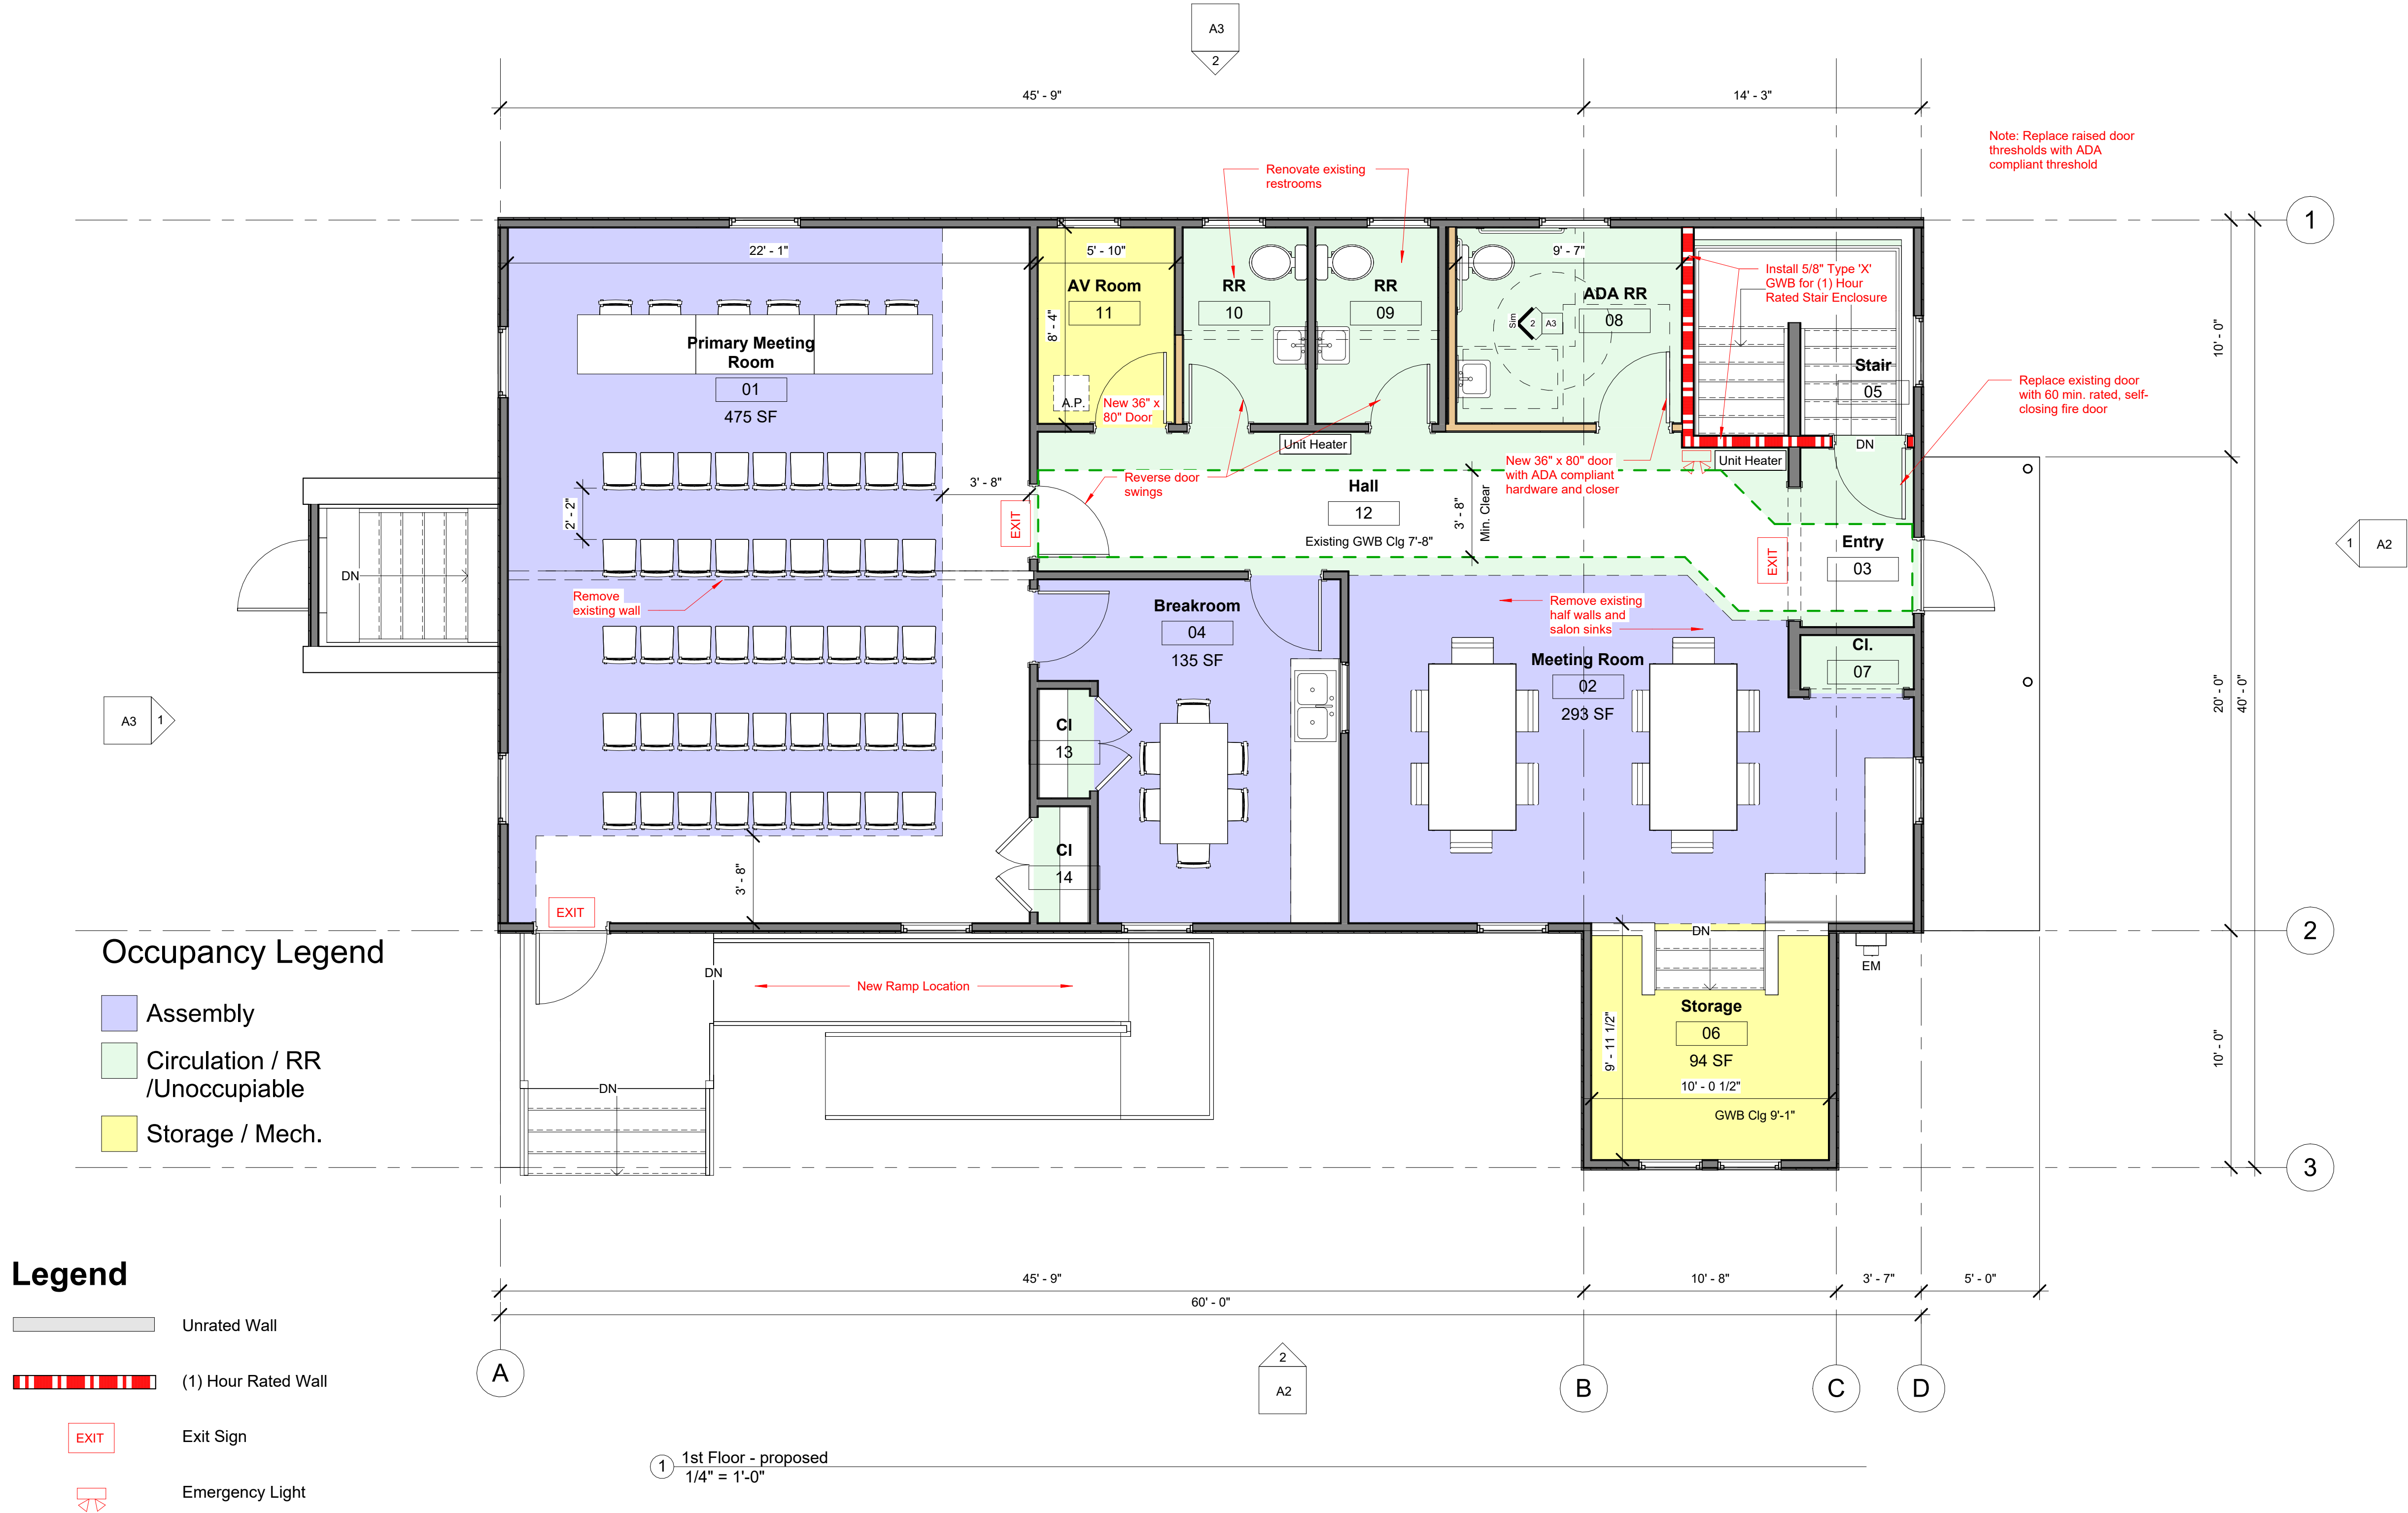 A3
2
45' - 9"
14' - 3"
Note: Replace raised door
thresholds with ADA
compliant threshold
Renovate existing
restrooms
1
22' - 1"
5' - 10"
9' - 7"
AV Room
11
8' - 4"
A.P.
New 36" x
80" Door
RR
10
RR
09
ADA RR
08
Sim
2
A3
Install 5/8" Type 'X'
GWB for (1) Hour
Rated Stair Enclosure
Stair
05
DN
10' - 0"
Replace existing door
with 60 min. rated, self-
closing fire door
Primary Meeting
Room
01
475 SF
Unit Heater
Unit Heater
3' - 8"
2' - 2"
EXIT
Reverse door
swings
Hall
12
Existing GWB Clg 7'-8"
3' - 8"
Min. Clear
New 36" x 80" door
with ADA compliant
hardware and closer
EXIT
Entry
03
1
A2
DN
Remove
existing wall
Breakroom
04
135 SF
Remove existing
half walls and
salon sinks
Meeting Room
02
293 SF
Cl.
07
20' - 0"
40' - 0"
A3
1
Cl
13
Cl
14
3' - 8"
EXIT
2
DN
EM
Occupancy Legend
Assembly
Circulation / RR
/Unoccupiable
Storage / Mech.
DN
New Ramp Location
DN
Storage
06
94 SF
9' - 11 1/2"
10' - 0 1/2"
GWB Clg 9'-1"
10' - 0"
3
Legend
Unrated Wall
(1) Hour Rated Wall
EXIT
Exit Sign
Emergency Light
45' - 9"
10' - 8"
3' - 7"
5' - 0"
60' - 0"
A
B
C
D
2
A2
1
1st Floor - proposed
1/4" = 1'-0"